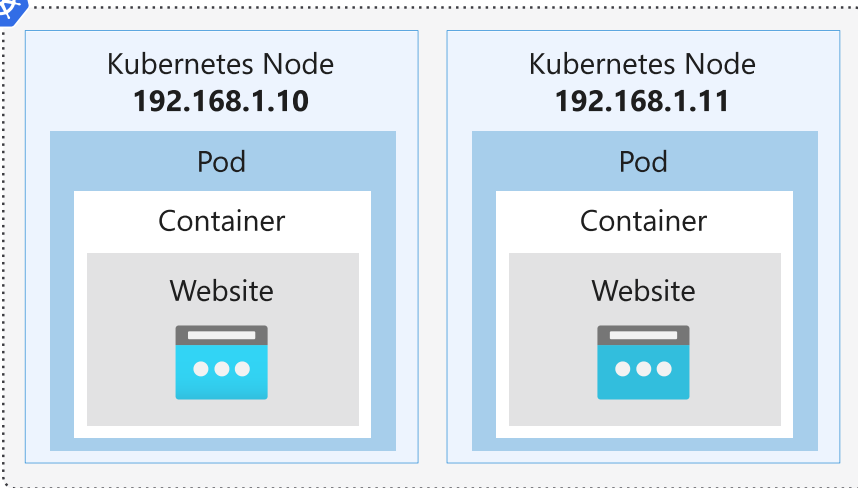 Kubernetes Node
192.168.1.10
Pod
Container
Website
Kubernetes Node
192.168.1.11
Pod
Container
Website